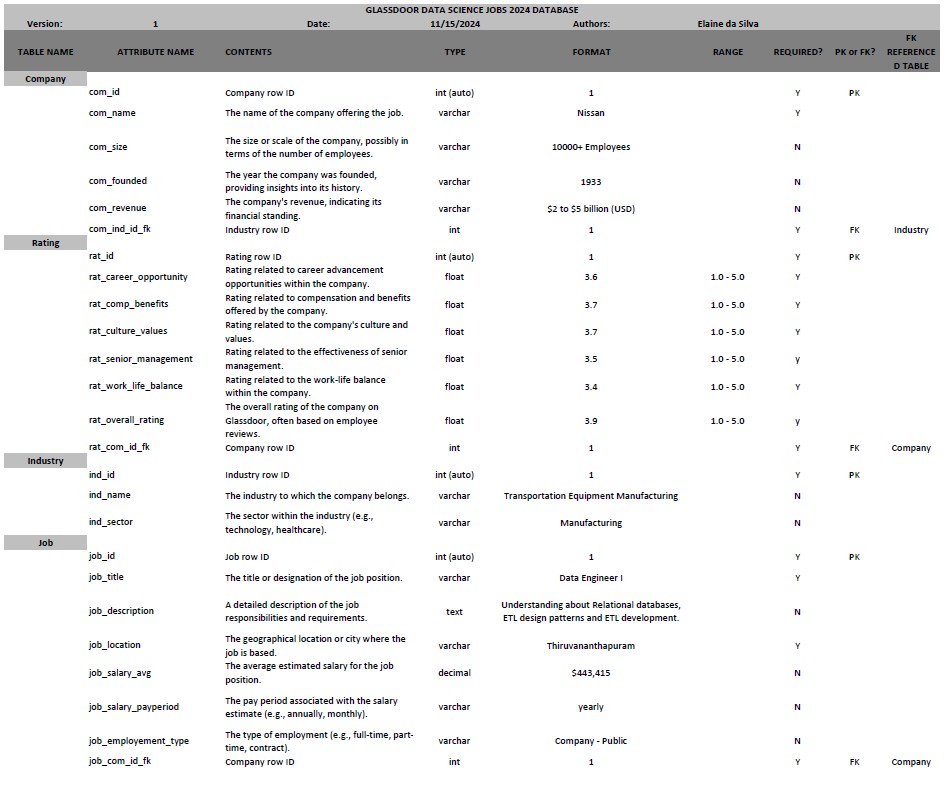 GLASSDOOR DATA SCIENCE JOBS 2024 DATABASE
Version: 1 Date: 11/15/2024 Authors: Elaine da Silva
TABLE NAME ATTRIBUTE NAME CONTENTS TYPE FORMAT RANGE REQUIRED? PK or FK? FK REFERENCE D TABLE
Company
com_id Company row ID int (auto) 1 Y PK
com_name The name of the company offering the job. varchar Nissan Y
com_size The size or scale of the company, possibly in terms of the number of employees. varchar 10000+ Employees N
com_founded The year the company was founded, providing insights into its history. varchar 1933 N
com_revenue The company's revenue, indicating its financial standing. varchar $2 to $5 billion (USD) N
com_ind_id_fk Industry row ID int 1 Y FK Industry
Rating
rat_id Rating row ID int (auto) 1 Y PK
rat_career_opportunity Rating related to career advancement opportunities within the company. float 3.6 1.0 - 5.0 Y
rat_comp_benefits Rating related to compensation and benefits offered by the company. float 3.7 1.0 - 5.0 Y
rat_culture_values Rating related to the company's culture and values. float 3.7 1.0 - 5.0 Y
rat_senior_management Rating related to the effectiveness of senior management. float 3.5 1.0 - 5.0 y
rat_work_life_balance Rating related to the work-life balance within the company. float 3.4 1.0 - 5.0 Y
rat_overall_rating The overall rating of the company on Glassdoor, often based on employee reviews. float 3.9 1.0 - 5.0 y
rat_com_id_fk Company row ID int 1 Y FK Company
Industry
ind_id Industry row ID int (auto) 1 Y PK
ind_name The industry to which the company belongs. varchar Transportation Equipment Manufacturing N
ind_sector The sector within the industry (e.g., technology, healthcare). varchar Manufacturing N
Job
job_id Job row ID int (auto) 1 Y PK
job_title The title or designation of the job position. varchar Data Engineer I Y
job_description A detailed description of the job responsibilities and requirements. text Understanding about Relational databases, ETL design patterns and ETL development. N
job_location The geographical location or city where the job is based. varchar Thiruvananthapuram Y
job_salary_avg The average estimated salary for the job position. decimal $443,415 N
job_salary_payperiod The pay period associated with the salary estimate (e.g., annually, monthly). varchar yearly N
job_employement_type The type of employment (e.g., full-time, part-time, contract). varchar Company - Public N
job_com_id_fk Company row ID int 1 Y FK Company